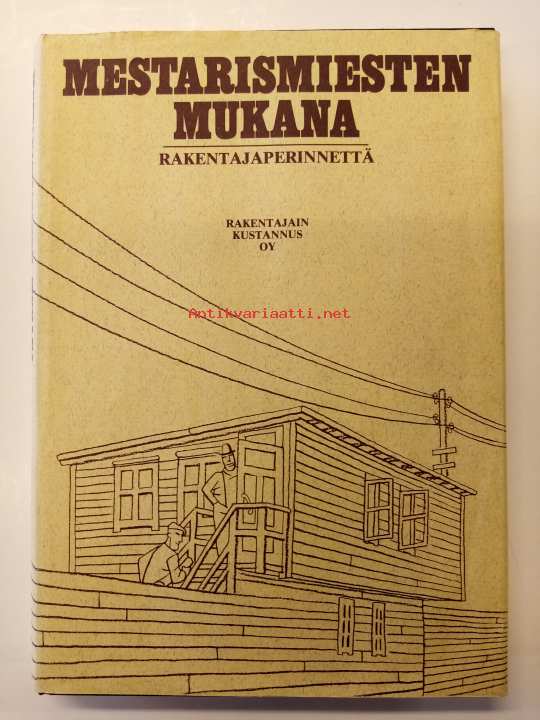 MESTARISMIESTEN
MUKANA
RAKENTAJAPERINNETTÄ
RAKENTAJAIN
KUSTANNUS
OY
Antikvariaatti.net